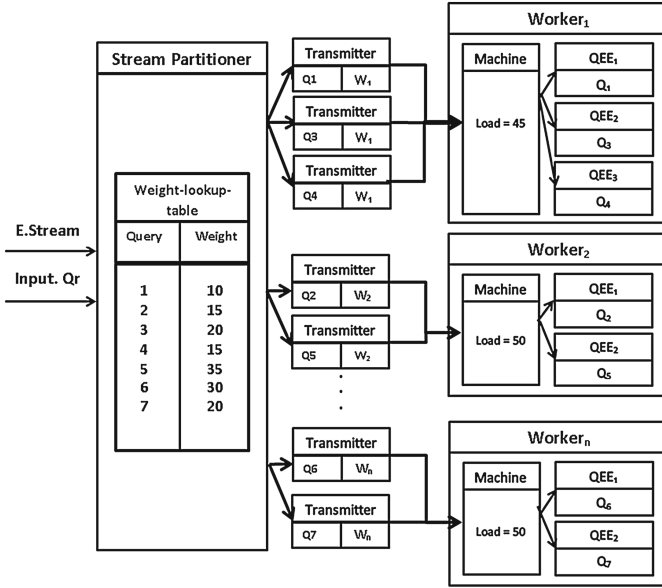 E.Stream
Input. Qr
Stream Partitioner
Weight-lookup-
table
Query Weight
1 10
2 15
3 20
4 15
5 35
6 30
7 20
Transmitter
Q1 W₁
Transmitter
Q3 W₁
Transmitter
Q4 W₁
Transmitter
Q2 W₂
Transmitter
Q5 W₂
Transmitter
Q6 Wₙ
Transmitter
Q7 Wₙ
Worker₁
Machine
Load = 45
QEE₁
Q₁
QEE₂
Q₃
QEE₃
Q₄
Worker₂
Machine
Load = 50
QEE₁
Q₂
QEE₂
Q₅
Workerₙ
Machine
Load = 50
QEE₁
Q₆
QEE₂
Q₇